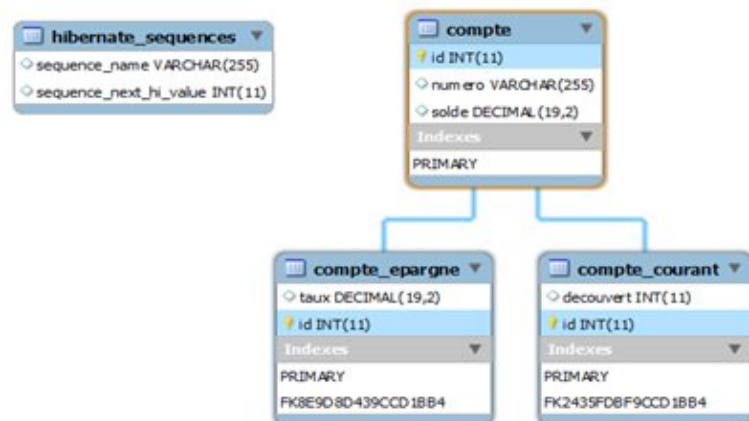 hibernate_sequences
sequence_name VARCHAR(255)
sequence_next_hi_value INT(11)
compte
id INT(11)
numero VARCHAR(255)
solde DECIMAL(19,2)
Indexes
PRIMARY
compte_epargne
taux DECIMAL(19,2)
id INT(11)
Indexes
PRIMARY
FK8E9D8D439CCD1BB4
compte_courant
decouvert INT(11)
id INT(11)
Indexes
PRIMARY
FK2435FDBF9CCD1BB4